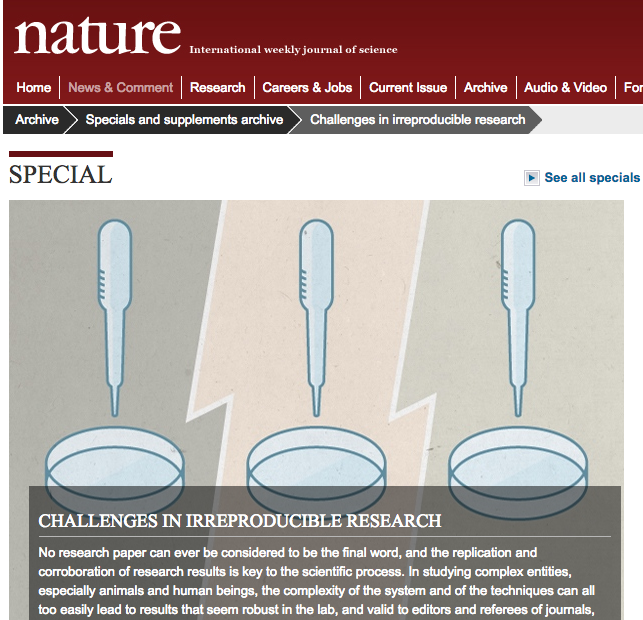 nature International weekly journal of science
Home News & Comment Research Careers & Jobs Current Issue Archive Audio & Video For
Archive Specials and supplements archive Challenges in irreproducible research
SPECIAL
See all specials
CHALLENGES IN IRREPRODUCIBLE RESEARCH
No research paper can ever be considered to be the final word, and the replication and
corroboration of research results is key to the scientific process. In studying complex entities,
especially animals and human beings, the complexity of the system and of the techniques can all
too easily lead to results that seem robust in the lab, and valid to editors and referees of journals,